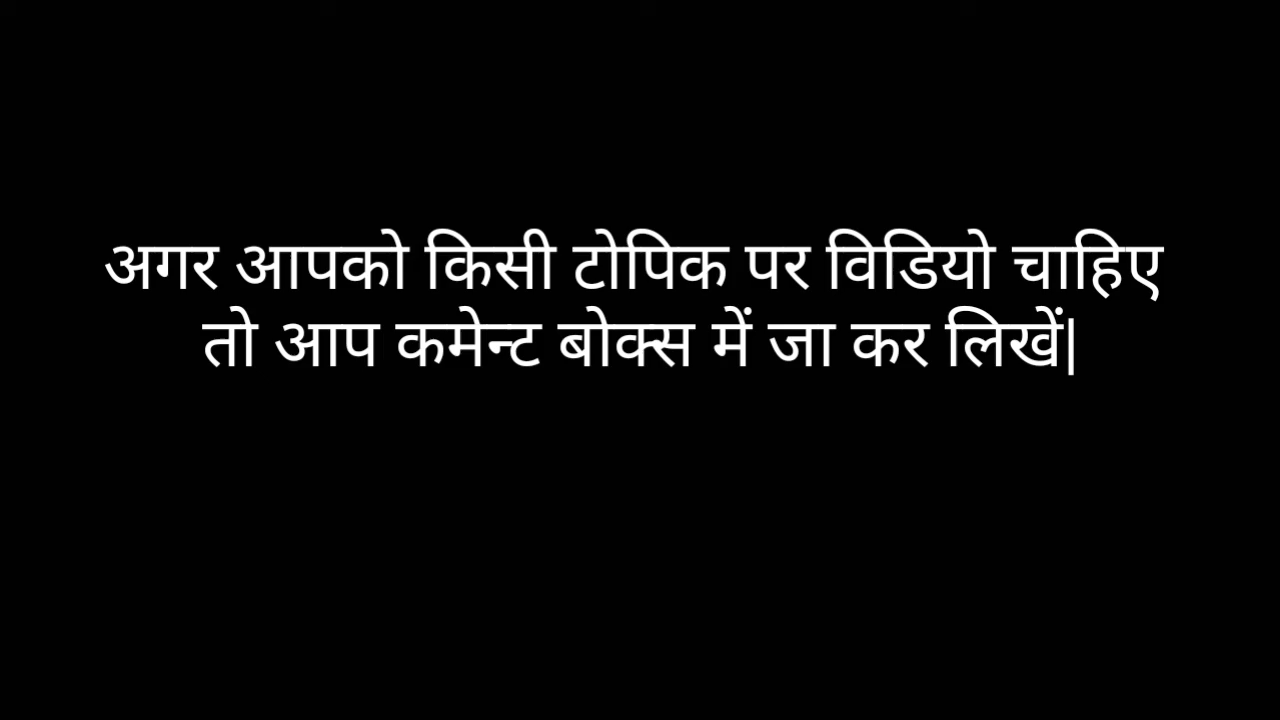 अगर आपको किसी टोपिक पर विडियो चाहिए
तो आप कमेन्ट बोक्स में जा कर लिखें|